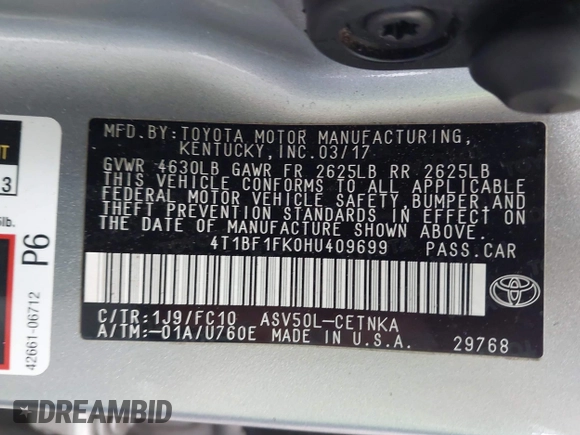 MFD.BY:TOYOTA MOTOR MANUFACTURING,
KENTUCKY,INC.03/17
GVWR 4630LB GAWR FR 2625LB RR 2625LB
THIS VEHICLE CONFORMS TO ALL APPLICABLE
FEDERAL MOTOR VEHICLE SAFETY,BUMPER,AND
THEFT PREVENTION STANDARDS IN EFFECT ON
THE DATE OF MANUFACTURE SHOWN ABOVE.
4T1BF1FK0HU409699 PASS.CAR
C/TR:1J9/FC10 ASV50L-CETNKA
A/TM:-01A/U760E MADE IN U.S.A.
29768
TOYOTA
3
lb.
P6
42661-06712
DREAMBID